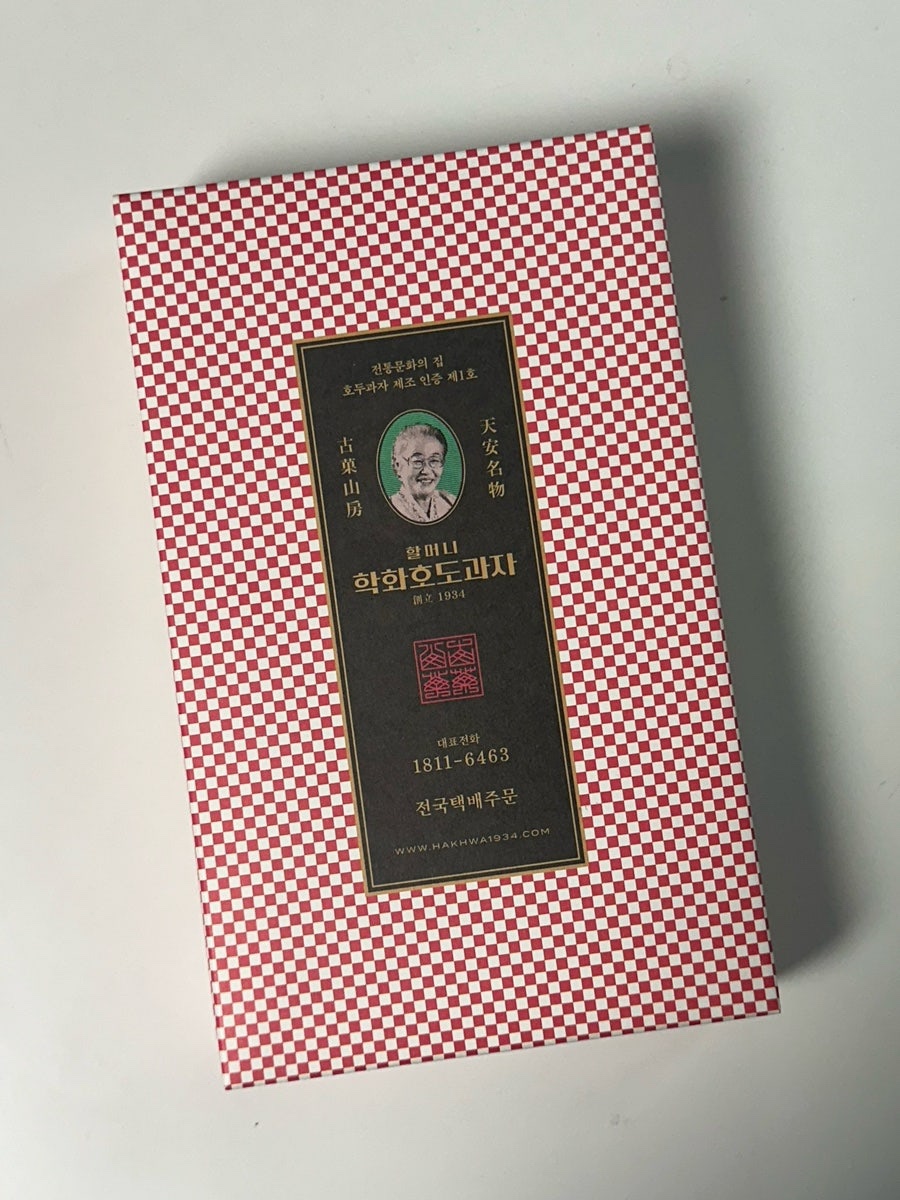 전통문화의 집
호두과자 제조 인증 제1호
天安名物
古菓山房
할머니
학화호도과자
創立 1934
대표전화
1811-6463
전국택배주문
WWW.HAKHWA1934.COM